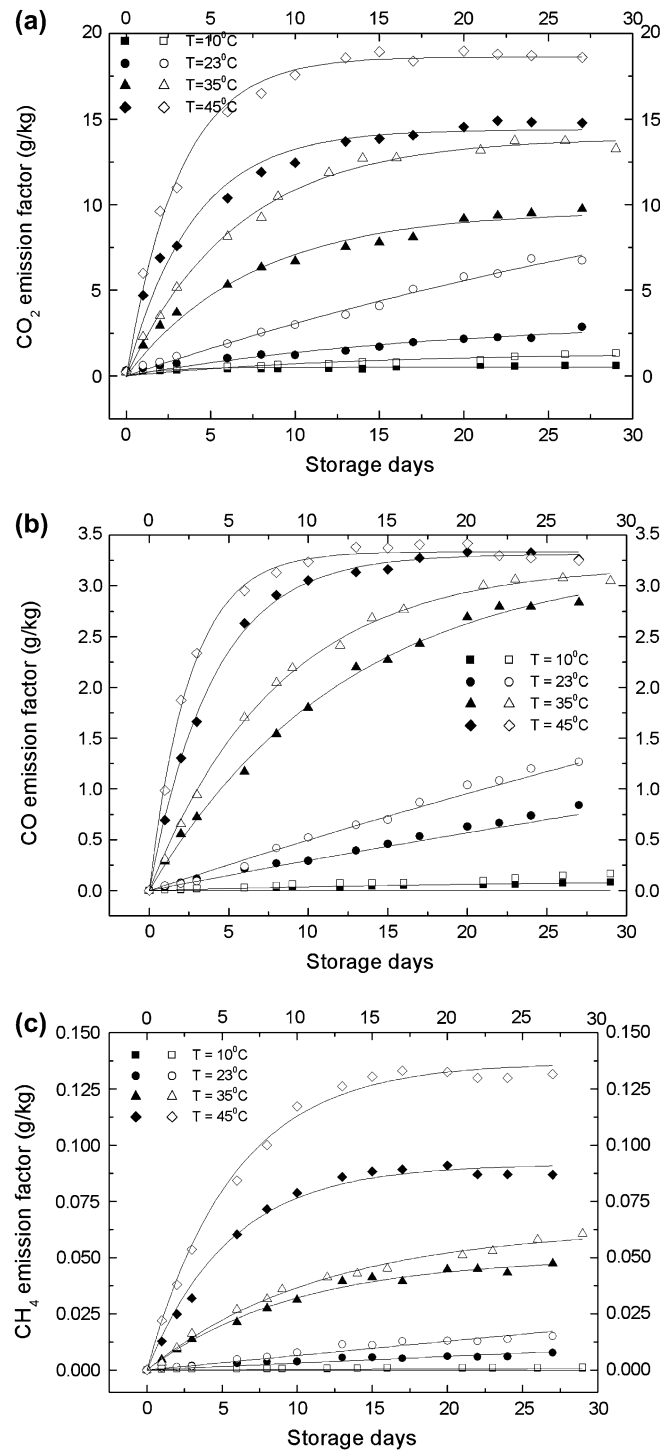 (a)
0 5 10 15 20 25 30
20 20
15 15
10 10
5 5
0 0
T=10⁰C
T=23⁰C
T=35⁰C
T=45⁰C
CO₂ emission factor (g/kg)
0 5 10 15 20 25 30
Storage days
(b)
0 5 10 15 20 25 30
3.5 3.5
3.0 3.0
2.5 2.5
2.0 2.0
1.5 1.5
1.0 1.0
0.5 0.5
0.0 0.0
T = 10⁰C
T = 23⁰C
T = 35⁰C
T = 45⁰C
CO emission factor (g/kg)
0 5 10 15 20 25 30
Storage days
(c)
0 5 10 15 20 25 30
0.150 0.150
0.125 0.125
0.100 0.100
0.075 0.075
0.050 0.050
0.025 0.025
0.000 0.000
T = 10⁰C
T = 23⁰C
T = 35⁰C
T = 45⁰C
CH₄ emission factor (g/kg)
0 5 10 15 20 25 30
Storage days